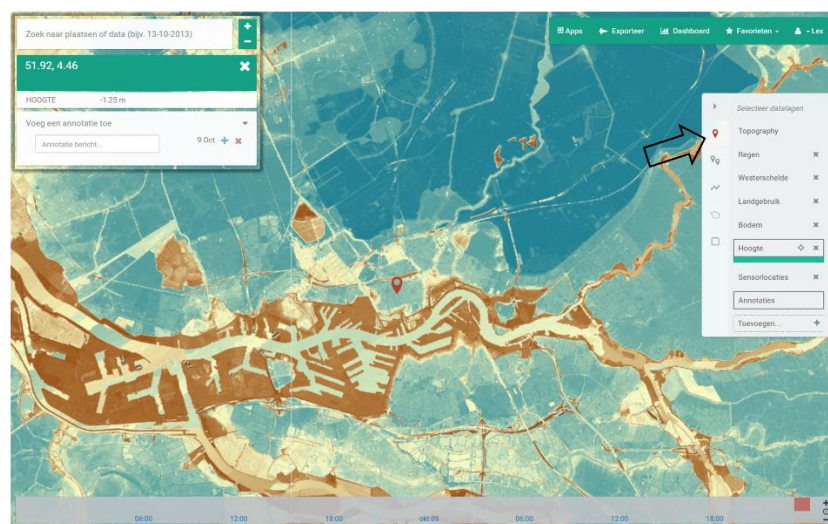 Zoek naar plaatsen of data (bijv. 13-10-2013)
+
−
Apps
Exporteer
Dashboard
Favorieten
Lex
51.92, 4.46
HOOGTE -1.25 m
Voeg een annotatie toe
Annotatie bericht...
9 Oct
Selecteer datalagen
Topography
Regen
Westerschelde
Landgebruik
Bodem
Hoogte
Sensorlocaties
Annotaties
Toevoegen... +
06:00 12:00 18:00 okt 09 06:00 12:00 18:00